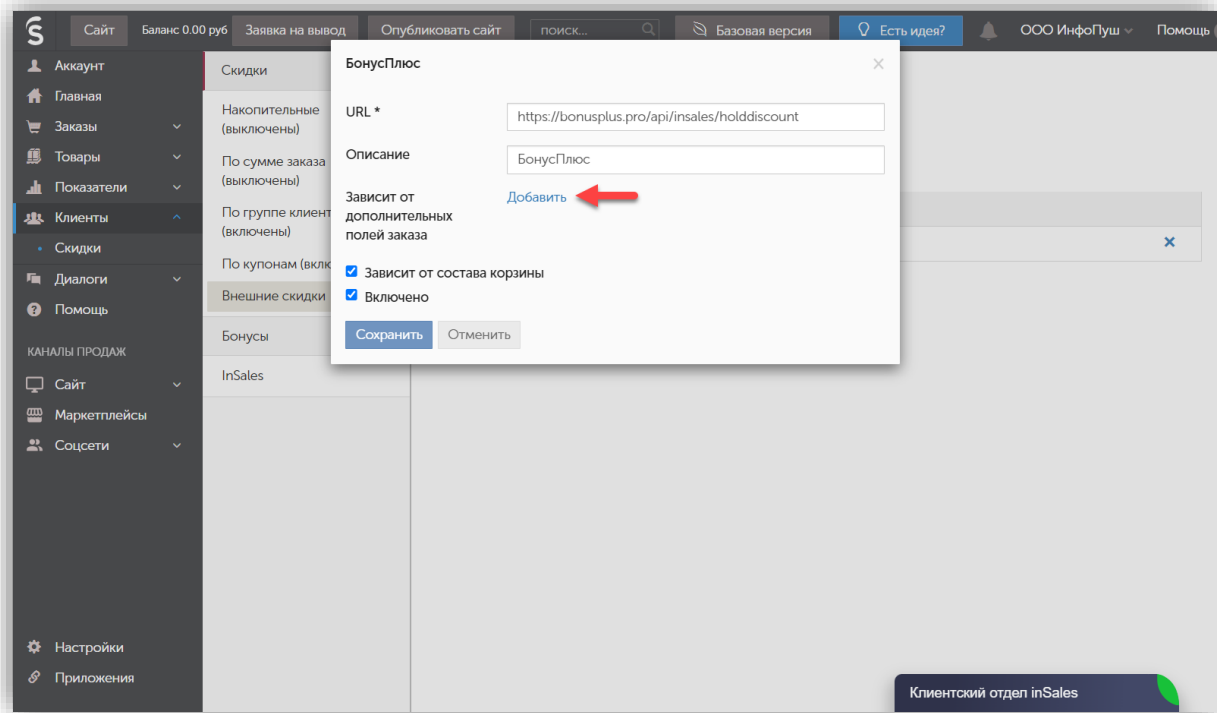 Сайт
Баланс 0.00 руб
Заявка на вывод
Опубликовать сайт
поиск...
Базовая версия
Есть идея?
ООО ИнфоПуш
Помощь
Аккаунт
Главная
Заказы
Товары
Показатели
Клиенты
Скидки
Диалоги
Помощь
КАНАЛЫ ПРОДАЖ
Сайт
Маркетплейсы
Соцсети
Настройки
Приложения
Скидки
Накопительные
(выключены)
По сумме заказа
(выключены)
По группе клиент
(включены)
По купонам (вклю
Внешние скидки
Бонусы
InSales
БонусПлюс
URL *
https://bonusplus.pro/api/insales/holddiscount
Описание
БонусПлюс
Зависит от
дополнительных
полей заказа
Добавить
Зависит от состава корзины
Включено
Сохранить
Отменить
Клиентский отдел inSales